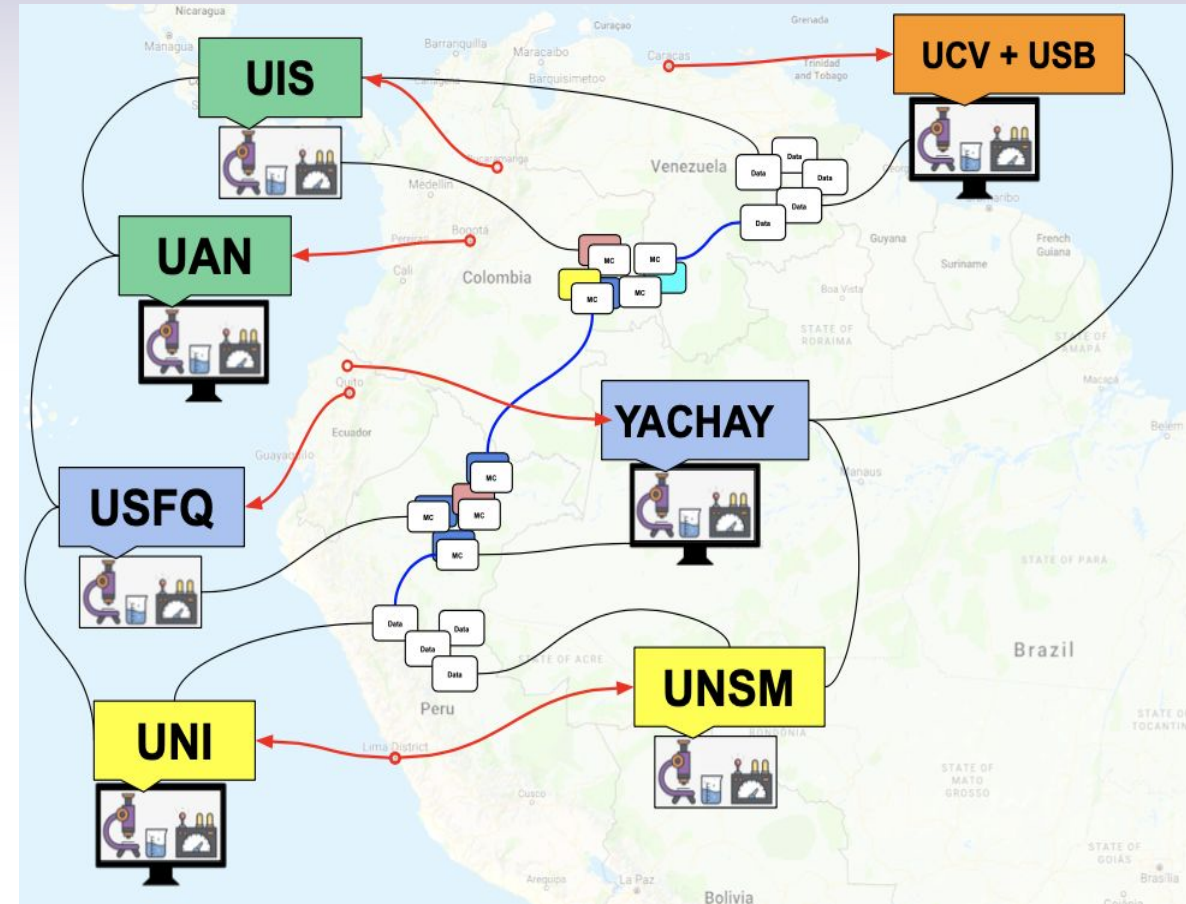 Nicaragua
Managua
Barranquilla
Maracaibo
Curaçao
Grenada
Caracas
Barquisimeto
Trinidad
and Tobago
UIS
UCV + USB
Medellin
Venezuela
Data
Data
Data
Data
Data
Bogotá
UAN
Cali
Colombia
Guyana
Suriname
French
Guiana
Boa Vista
MC
MC
MC
MC
STATE OF
RORAIMA
STATE OF
AMAPÁ
Macapá
Quito
Ecuador
Guayaquil
YACHAY
Belém
Manaus
MC
MC
MC
MC
USFQ
STATE OF PARÁ
Data
Data
Data
Data
STATE OF ACRE
Peru
UNSM
Brazil
RONDÔNIA
UNI
Lima District
Cusco
STATE OF
MATO
GROSSO
STATE OF
GOIÁS
Arequipa
La Paz
Bolivia
Brasília